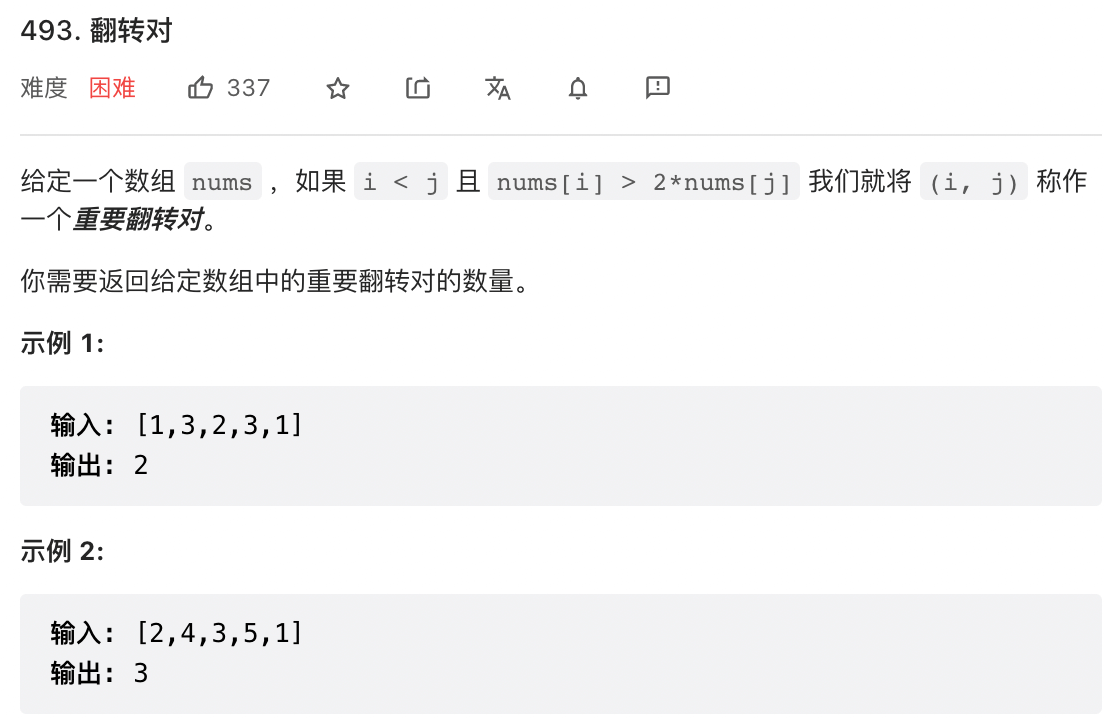 493. 翻转对
难度 困难 337
给定一个数组 nums ，如果 i < j 且 nums[i] > 2*nums[j] 我们就将 (i, j) 称作
一个重要翻转对。
你需要返回给定数组中的重要翻转对的数量。
示例 1:
输入: [1,3,2,3,1]
输出: 2
示例 2:
输入: [2,4,3,5,1]
输出: 3